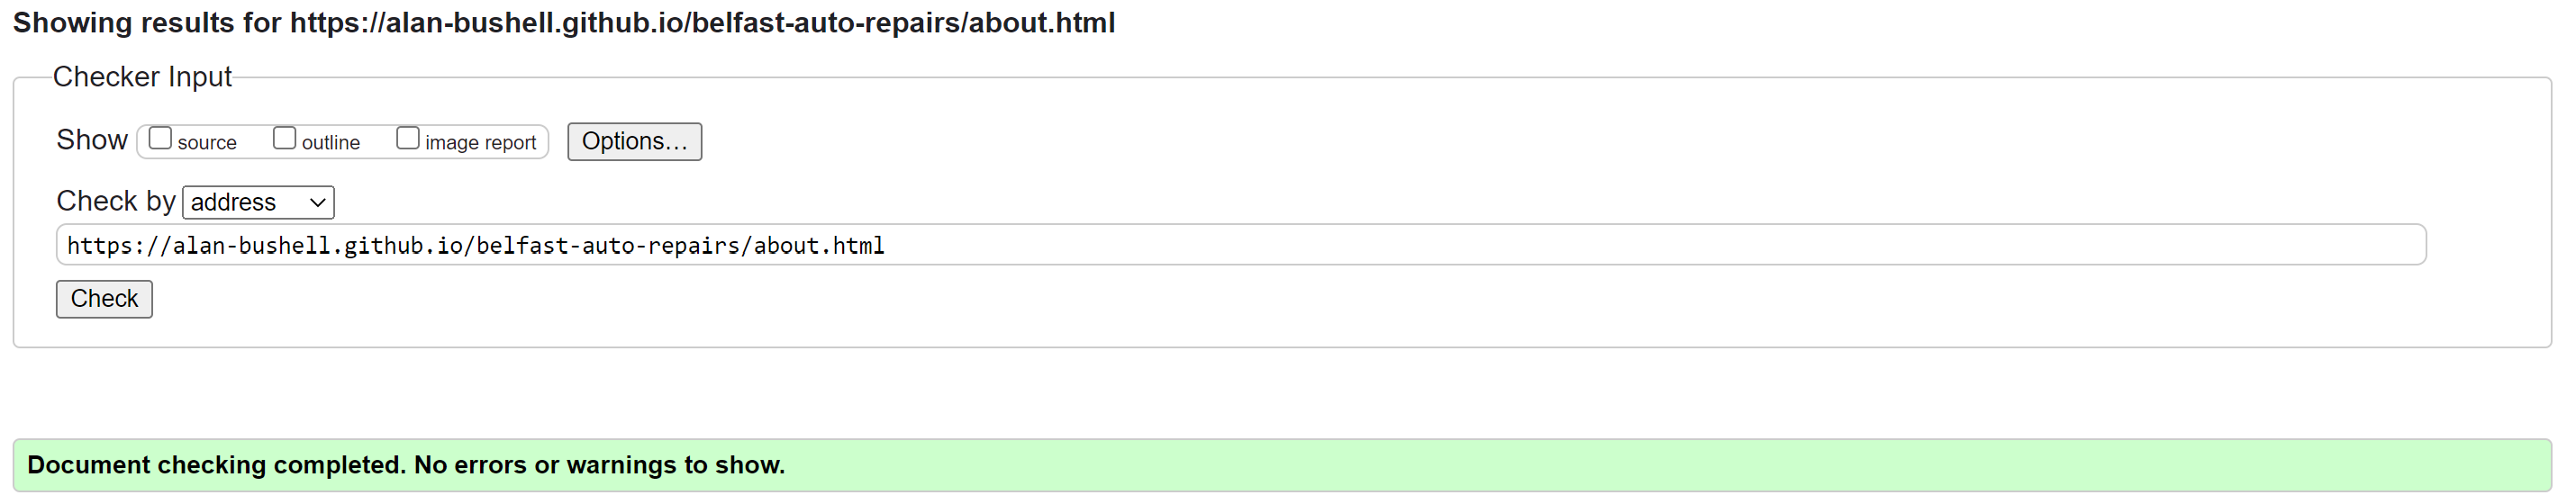 Showing results for https://alan-bushell.github.io/belfast-auto-repairs/about.html
Checker Input
Show source outline image report Options...
Check by address
https://alan-bushell.github.io/belfast-auto-repairs/about.html
Check
Document checking completed. No errors or warnings to show.